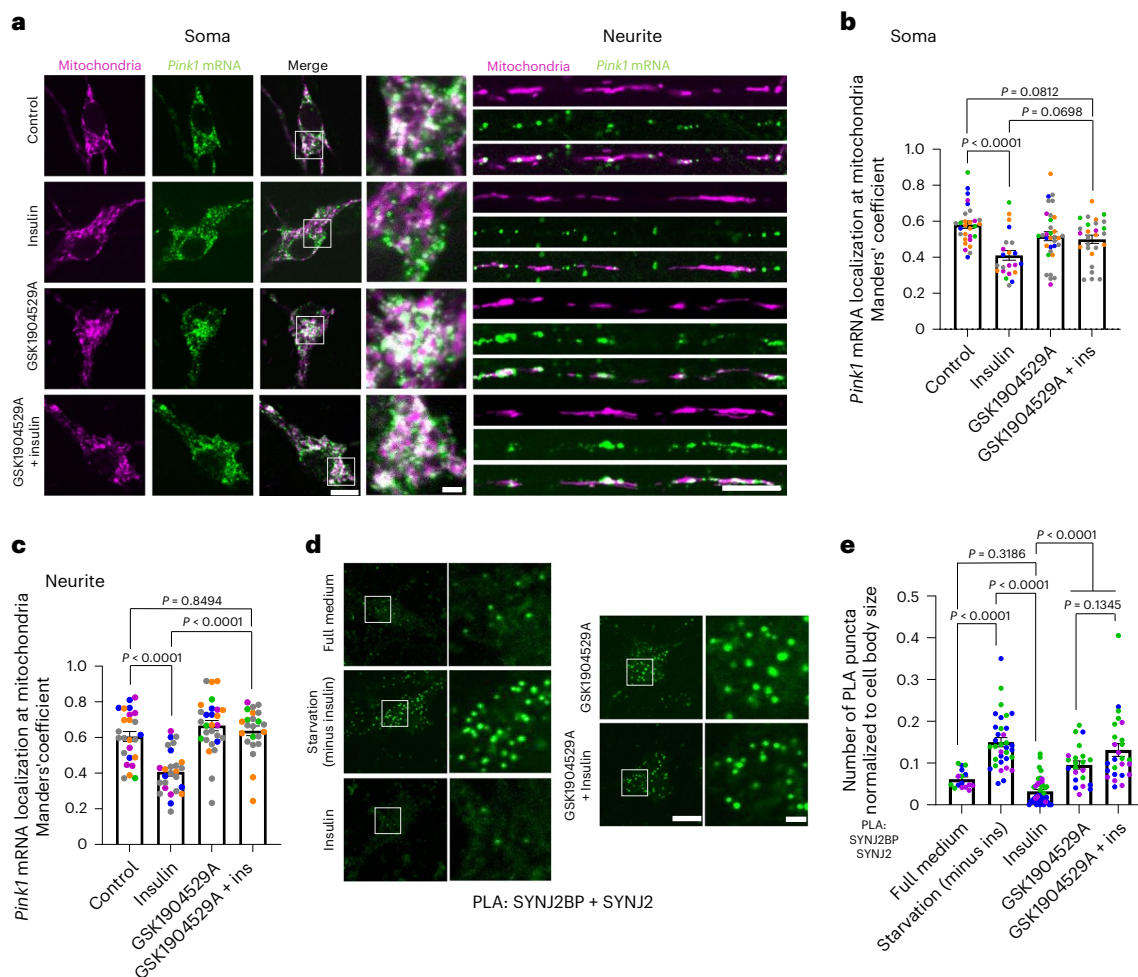 a
Soma
Neurite
Mitochondria
Pink1 mRNA
Merge
Mitochondria
Pink1 mRNA
Control
Insulin
GSK1904529A
GSK1904529A
+ insulin
b
Soma
P = 0.0812
P = 0.0698
P < 0.0001
Pink1 mRNA localization at mitochondria
Manders' coefficient
1.0
0.8
0.6
0.4
0.2
0
Control
Insulin
GSK1904529A
GSK1904529A + ins
c
Neurite
P = 0.8494
P < 0.0001
P < 0.0001
Pink1 mRNA localization at mitochondria
Manders'coefficient
1.0
0.8
0.6
0.4
0.2
0
Control
Insulin
GSK1904529A
GSK1904529A + ins
d
Full medium
Starvation
(minus insulin)
Insulin
GSK1904529A
GSK1904529A
+ Insulin
PLA: SYNJ2BP + SYNJ2
e
P < 0.0001
P = 0.3186
P < 0.0001
P < 0.0001
P = 0.1345
Number of PLA puncta
normalized to cell body size
0.5
0.4
0.3
0.2
0.1
0
PLA:
SYNJ2BP
SYNJ2
Full medium
Starvation (minus ins)
Insulin
GSK1904529A
GSK1904529A + ins